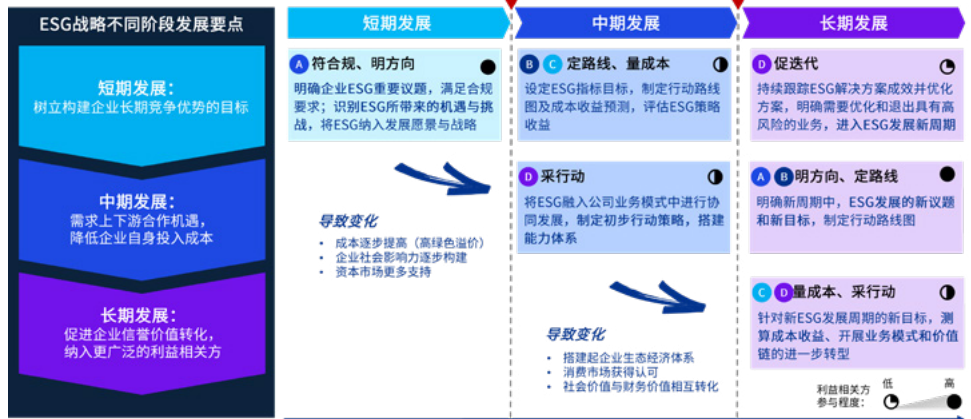 ESG战略不同阶段发展要点
短期发展：
树立构建企业长期竞争优势的目标
中期发展：
需求上下游合作机遇，
降低企业自身投入成本
长期发展：
促进企业信誉价值转化，
纳入更广泛的利益相关方
短期发展
A 符合规、明方向
明确企业ESG重要议题，满足合规
要求；识别ESG所带来的机遇与挑
战，将ESG纳入发展愿景与战略
导致变化
• 成本逐步提高（高绿色溢价）
• 企业社会影响力逐步构建
• 资本市场更多支持
中期发展
B C 定路线、量成本
设定ESG指标目标，制定行动路线
图及成本收益预测，评估ESG策略
收益
D 采行动
将ESG融入公司业务模式中进行协
同发展，制定初步行动策略，搭建
能力体系
导致变化
• 搭建起企业生态经济体系
• 消费市场获得认可
• 社会价值与财务价值相互转化
长期发展
D 促迭代
持续跟踪ESG解决方案成效并优化
方案，明确需要优化和退出具有高
风险的业务，进入ESG发展新周期
A B 明方向、定路线
明确新周期中，ESG发展的新议题
和新目标，制定行动路线图
C D 量成本、采行动
针对新ESG发展周期的新目标，测
算成本收益、开展业务模式和价值
链的进一步转型
利益相关方
参与程度：
低 高